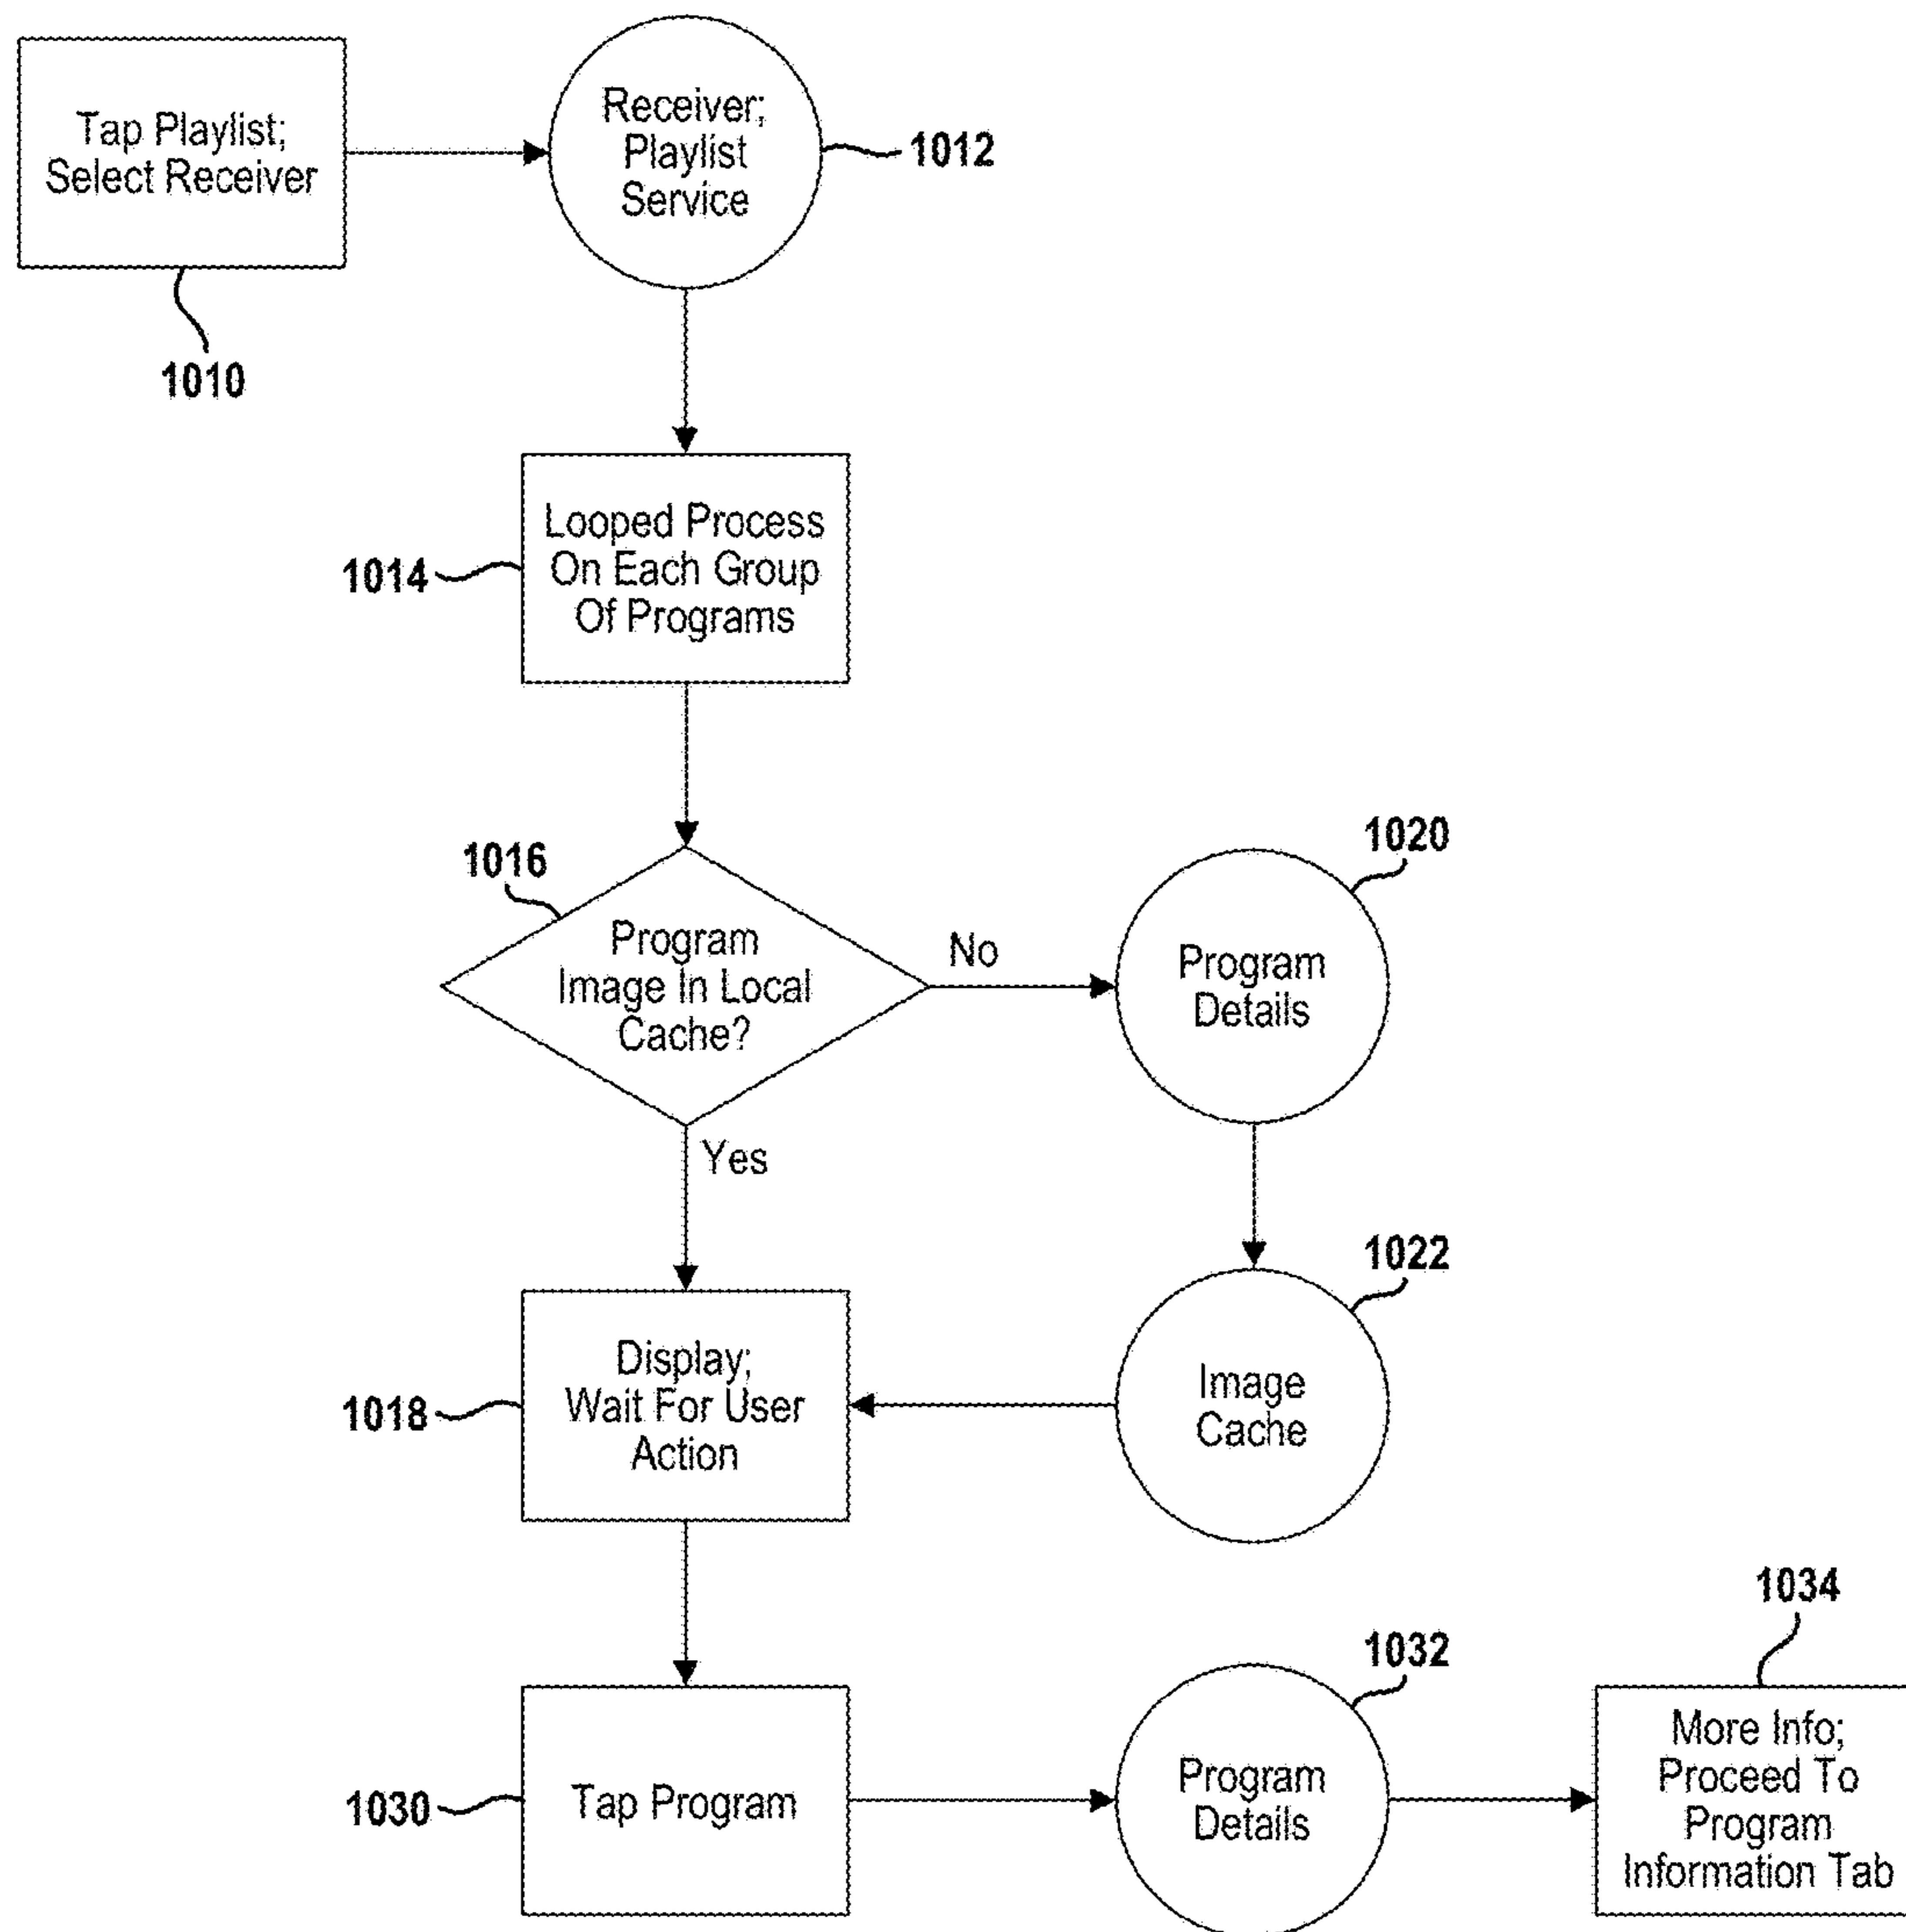 Tap Playlist;
Select Receiver
1010
Receiver;
Playlist
Service
1012
Looped Process
On Each Group
Of Programs
1014
1016
Program
Image In Local
Cache?
No
Yes
1020
Program
Details
1022
Image
Cache
Display;
Wait For User
Action
1018
Tap Program
1030
1032
Program
Details
1034
More Info;
Proceed To
Program
Information Tab